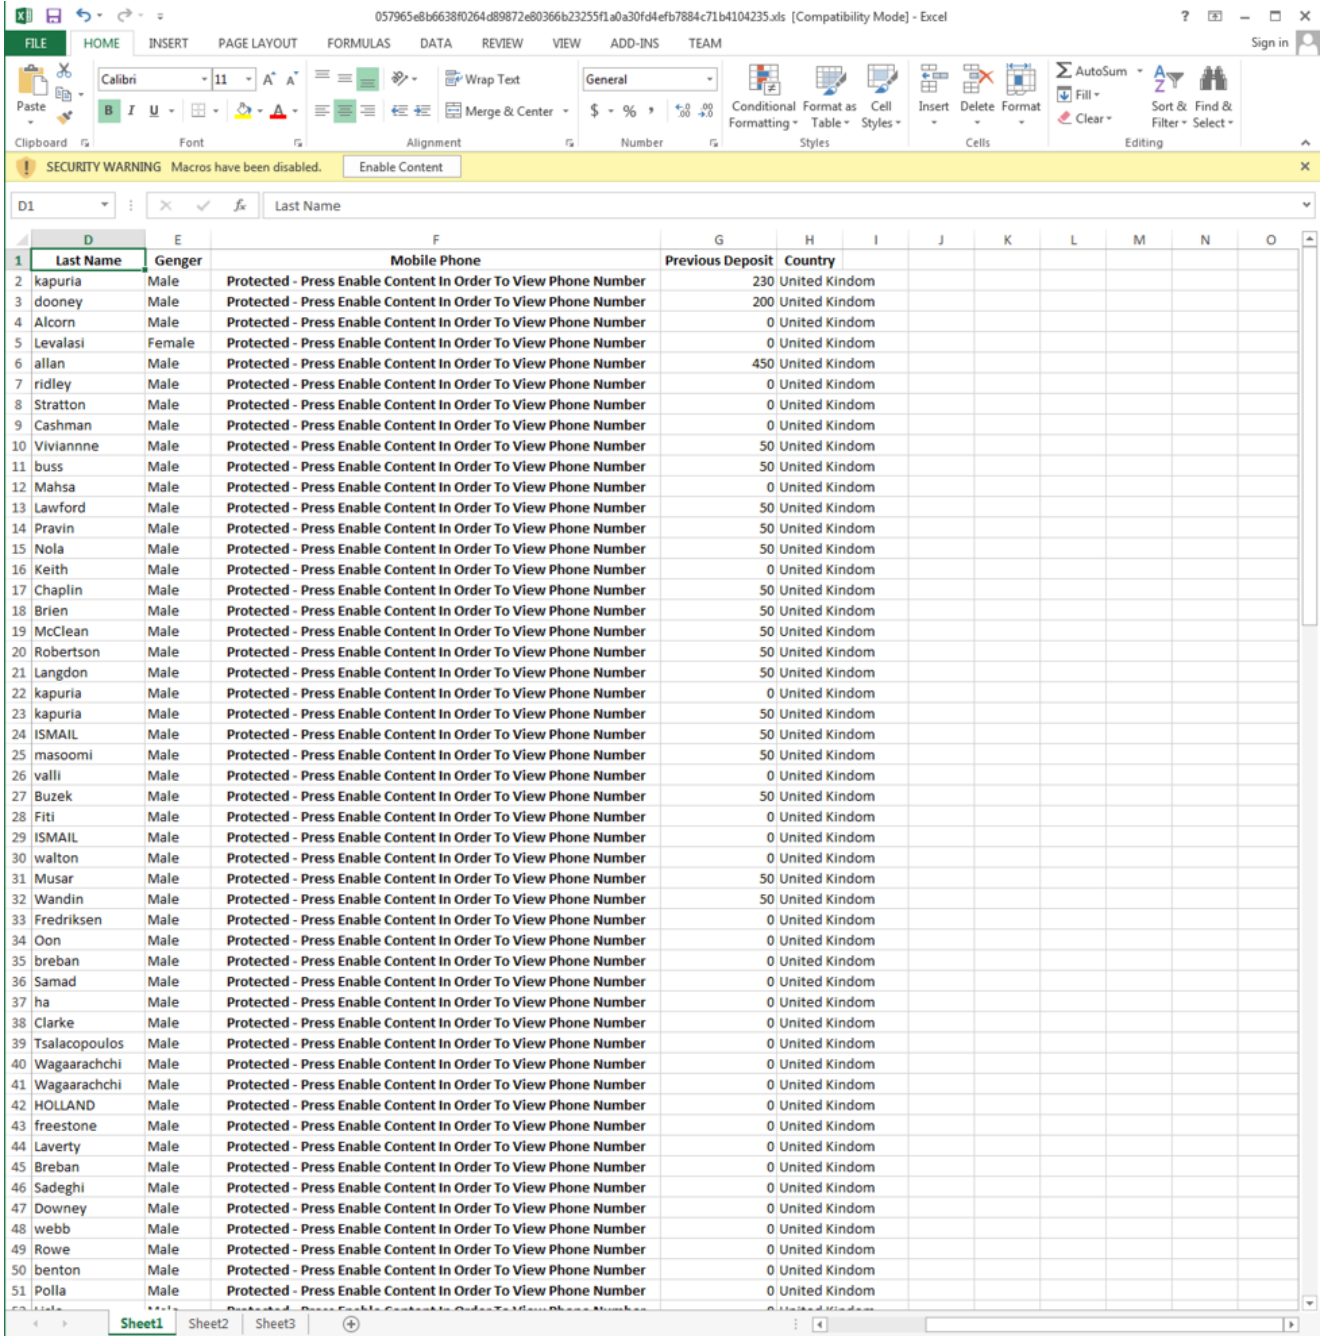 057965e8b6638f0264d89872e80366b23255f1a0a30fd4efb7884c71b4104235.xls [Compatibility Mode] - Excel
FILE HOME INSERT PAGE LAYOUT FORMULAS DATA REVIEW VIEW ADD-INS TEAM Sign in
Calibri 11 Wrap Text General AutoSum
Paste Fill
B I U Merge & Center $ % , Conditional Formatting Format as Table Cell Styles Insert Delete Format Clear Sort & Filter Find & Select
Clipboard Font Alignment Number Styles Cells Editing
SECURITY WARNING Macros have been disabled. Enable Content
D1 fx Last Name
D E F G H I J K L M N O
1 Last Name Genger Mobile Phone Previous Deposit Country
2 kapuria Male Protected - Press Enable Content In Order To View Phone Number 230 United Kindom
3 dooney Male Protected - Press Enable Content In Order To View Phone Number 200 United Kindom
4 Alcorn Male Protected - Press Enable Content In Order To View Phone Number 0 United Kindom
5 Levalasi Female Protected - Press Enable Content In Order To View Phone Number 0 United Kindom
6 allan Male Protected - Press Enable Content In Order To View Phone Number 450 United Kindom
7 ridley Male Protected - Press Enable Content In Order To View Phone Number 0 United Kindom
8 Stratton Male Protected - Press Enable Content In Order To View Phone Number 0 United Kindom
9 Cashman Male Protected - Press Enable Content In Order To View Phone Number 0 United Kindom
10 Viviannne Male Protected - Press Enable Content In Order To View Phone Number 50 United Kindom
11 buss Male Protected - Press Enable Content In Order To View Phone Number 50 United Kindom
12 Mahsa Male Protected - Press Enable Content In Order To View Phone Number 0 United Kindom
13 Lawford Male Protected - Press Enable Content In Order To View Phone Number 50 United Kindom
14 Pravin Male Protected - Press Enable Content In Order To View Phone Number 50 United Kindom
15 Nola Male Protected - Press Enable Content In Order To View Phone Number 50 United Kindom
16 Keith Male Protected - Press Enable Content In Order To View Phone Number 0 United Kindom
17 Chaplin Male Protected - Press Enable Content In Order To View Phone Number 50 United Kindom
18 Brien Male Protected - Press Enable Content In Order To View Phone Number 50 United Kindom
19 McClean Male Protected - Press Enable Content In Order To View Phone Number 50 United Kindom
20 Robertson Male Protected - Press Enable Content In Order To View Phone Number 50 United Kindom
21 Langdon Male Protected - Press Enable Content In Order To View Phone Number 50 United Kindom
22 kapuria Male Protected - Press Enable Content In Order To View Phone Number 0 United Kindom
23 kapuria Male Protected - Press Enable Content In Order To View Phone Number 50 United Kindom
24 ISMAIL Male Protected - Press Enable Content In Order To View Phone Number 50 United Kindom
25 masoomi Male Protected - Press Enable Content In Order To View Phone Number 50 United Kindom
26 valli Male Protected - Press Enable Content In Order To View Phone Number 0 United Kindom
27 Buzek Male Protected - Press Enable Content In Order To View Phone Number 50 United Kindom
28 Fiti Male Protected - Press Enable Content In Order To View Phone Number 0 United Kindom
29 ISMAIL Male Protected - Press Enable Content In Order To View Phone Number 0 United Kindom
30 walton Male Protected - Press Enable Content In Order To View Phone Number 0 United Kindom
31 Musar Male Protected - Press Enable Content In Order To View Phone Number 50 United Kindom
32 Wandin Male Protected - Press Enable Content In Order To View Phone Number 50 United Kindom
33 Fredriksen Male Protected - Press Enable Content In Order To View Phone Number 0 United Kindom
34 Oon Male Protected - Press Enable Content In Order To View Phone Number 0 United Kindom
35 breban Male Protected - Press Enable Content In Order To View Phone Number 0 United Kindom
36 Samad Male Protected - Press Enable Content In Order To View Phone Number 0 United Kindom
37 ha Male Protected - Press Enable Content In Order To View Phone Number 0 United Kindom
38 Clarke Male Protected - Press Enable Content In Order To View Phone Number 0 United Kindom
39 Tsalacopoulos Male Protected - Press Enable Content In Order To View Phone Number 0 United Kindom
40 Wagaarachchi Male Protected - Press Enable Content In Order To View Phone Number 0 United Kindom
41 Wagaarachchi Male Protected - Press Enable Content In Order To View Phone Number 0 United Kindom
42 HOLLAND Male Protected - Press Enable Content In Order To View Phone Number 0 United Kindom
43 freestone Male Protected - Press Enable Content In Order To View Phone Number 0 United Kindom
44 Laverty Male Protected - Press Enable Content In Order To View Phone Number 0 United Kindom
45 Breban Male Protected - Press Enable Content In Order To View Phone Number 0 United Kindom
46 Sadeghi Male Protected - Press Enable Content In Order To View Phone Number 0 United Kindom
47 Downey Male Protected - Press Enable Content In Order To View Phone Number 0 United Kindom
48 webb Male Protected - Press Enable Content In Order To View Phone Number 0 United Kindom
49 Rowe Male Protected - Press Enable Content In Order To View Phone Number 0 United Kindom
50 benton Male Protected - Press Enable Content In Order To View Phone Number 0 United Kindom
51 Polla Male Protected - Press Enable Content In Order To View Phone Number 0 United Kindom
Sheet1 Sheet2 Sheet3